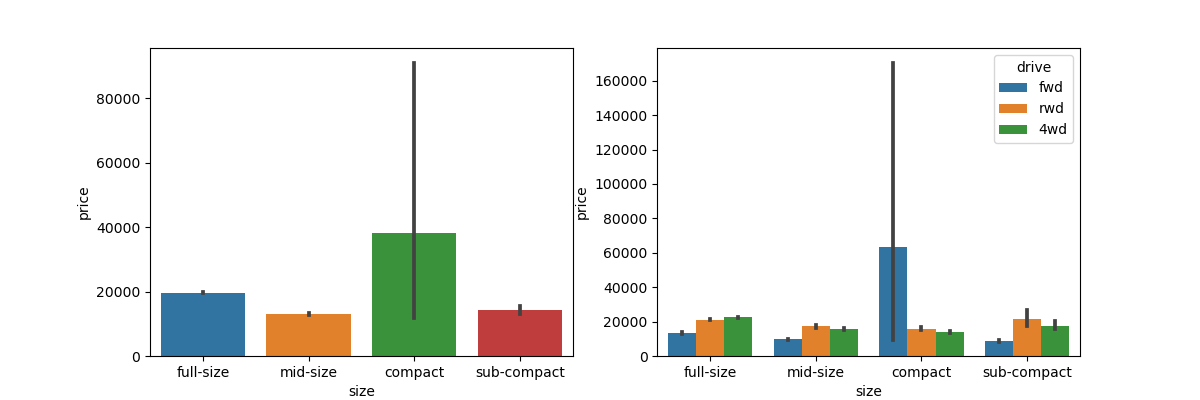 80000
60000
40000
20000
0
price
full-size mid-size compact sub-compact
size
160000
140000
120000
100000
80000
60000
40000
20000
0
price
full-size mid-size compact sub-compact
size
drive
fwd
rwd
4wd